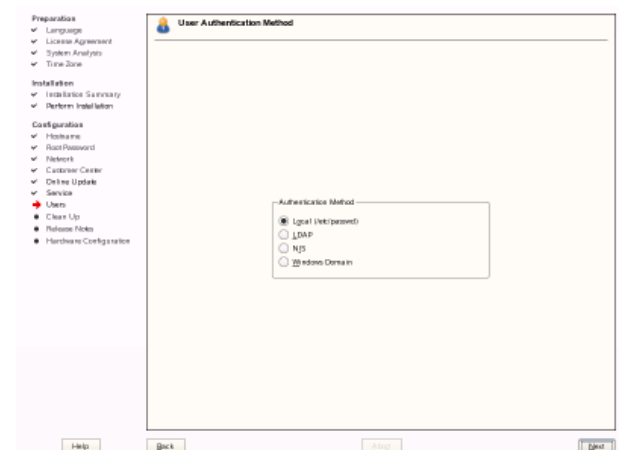 Preparation
Language
License Agreement
System Analysis
Time Zone
Installation
Installation Summary
Perform Installation
Configuration
Hostname
Root Password
Network
Customer Center
Online Update
Service
Users
Clean Up
Release Notes
Hardware Configuration
User Authentication Method
Authentication Method
Local (/etc/passwd)
LDAP
NIS
Windows Domain
Help
Back
Abort
Next